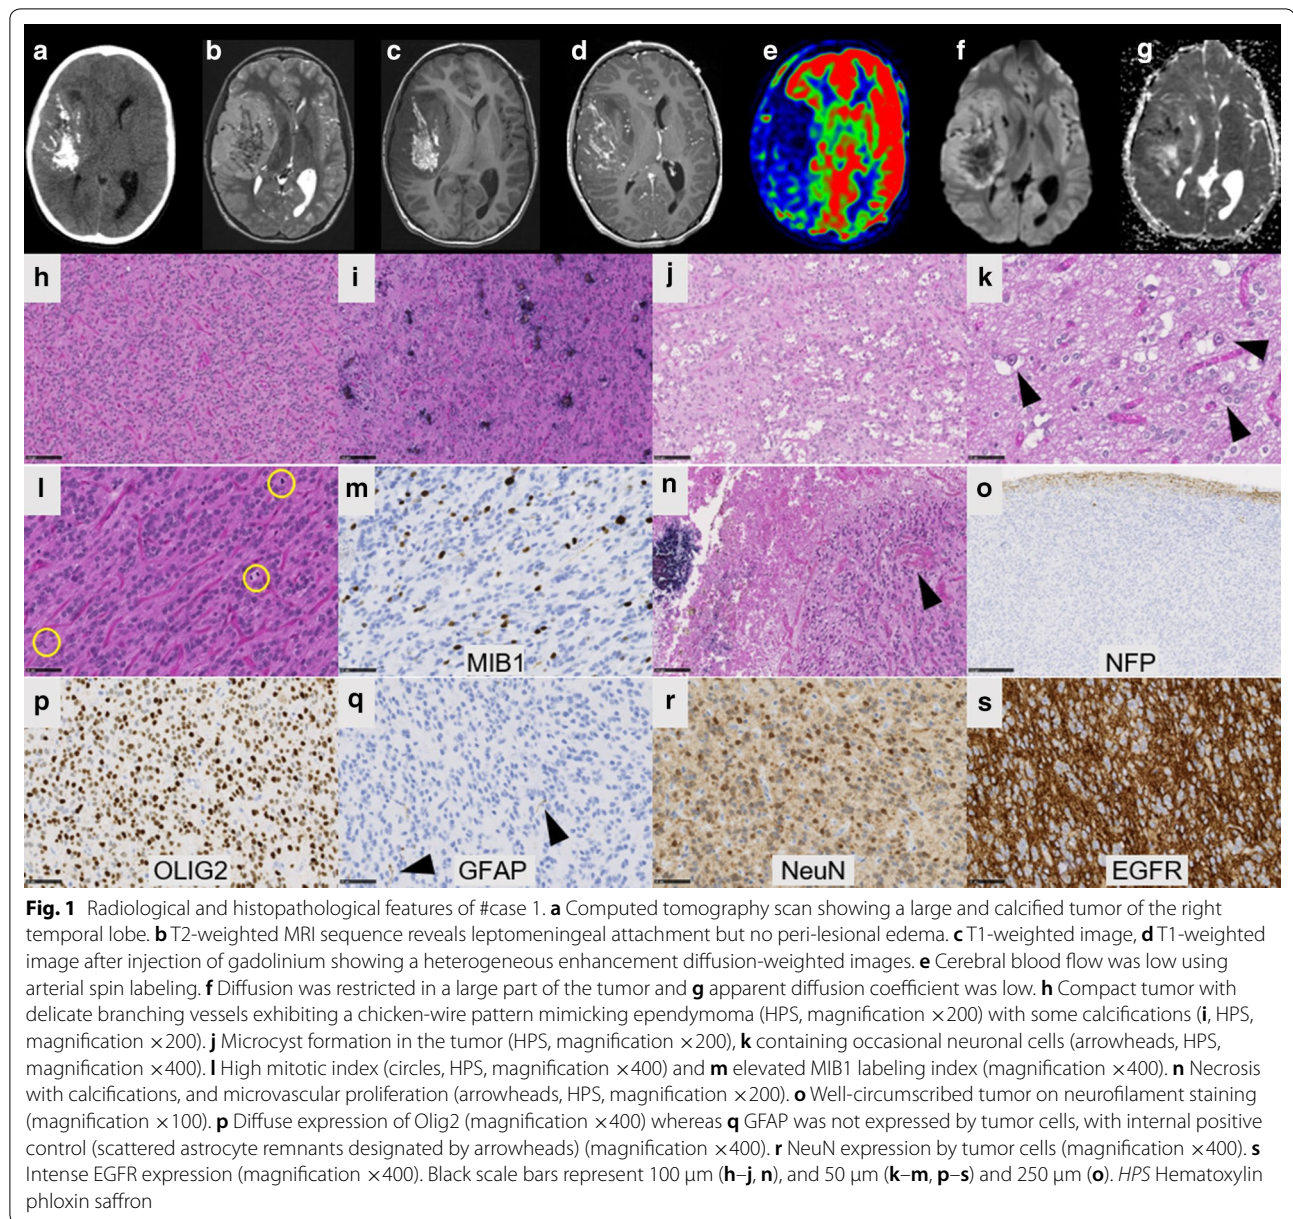 a b c d e f g
h i j k
l m n o
MIB1 NFP
p q r s
OLIG2 GFAP NeuN EGFR
Fig. 1 Radiological and histopathological features of #case 1. a Computed tomography scan showing a large and calcified tumor of the right
temporal lobe. b T2-weighted MRI sequence reveals leptomeningeal attachment but no peri-lesional edema. c T1-weighted image, d T1-weighted
image after injection of gadolinium showing a heterogeneous enhancement diffusion-weighted images. e Cerebral blood flow was low using
arterial spin labeling. f Diffusion was restricted in a large part of the tumor and g apparent diffusion coefficient was low. h Compact tumor with
delicate branching vessels exhibiting a chicken-wire pattern mimicking ependymoma (HPS, magnification ×200) with some calcifications (i, HPS,
magnification ×200). j Microcyst formation in the tumor (HPS, magnification ×200), k containing occasional neuronal cells (arrowheads, HPS,
magnification ×400). l High mitotic index (circles, HPS, magnification ×400) and m elevated MIB1 labeling index (magnification ×400). n Necrosis
with calcifications, and microvascular proliferation (arrowheads, HPS, magnification ×200). o Well-circumscribed tumor on neurofilament staining
(magnification ×100). p Diffuse expression of Olig2 (magnification ×400) whereas q GFAP was not expressed by tumor cells, with internal positive
control (scattered astrocyte remnants designated by arrowheads) (magnification ×400). r NeuN expression by tumor cells (magnification ×400). s
Intense EGFR expression (magnification ×400). Black scale bars represent 100 μm (h–j, n), and 50 μm (k–m, p–s) and 250 μm (o). HPS Hematoxylin
phloxin saffron